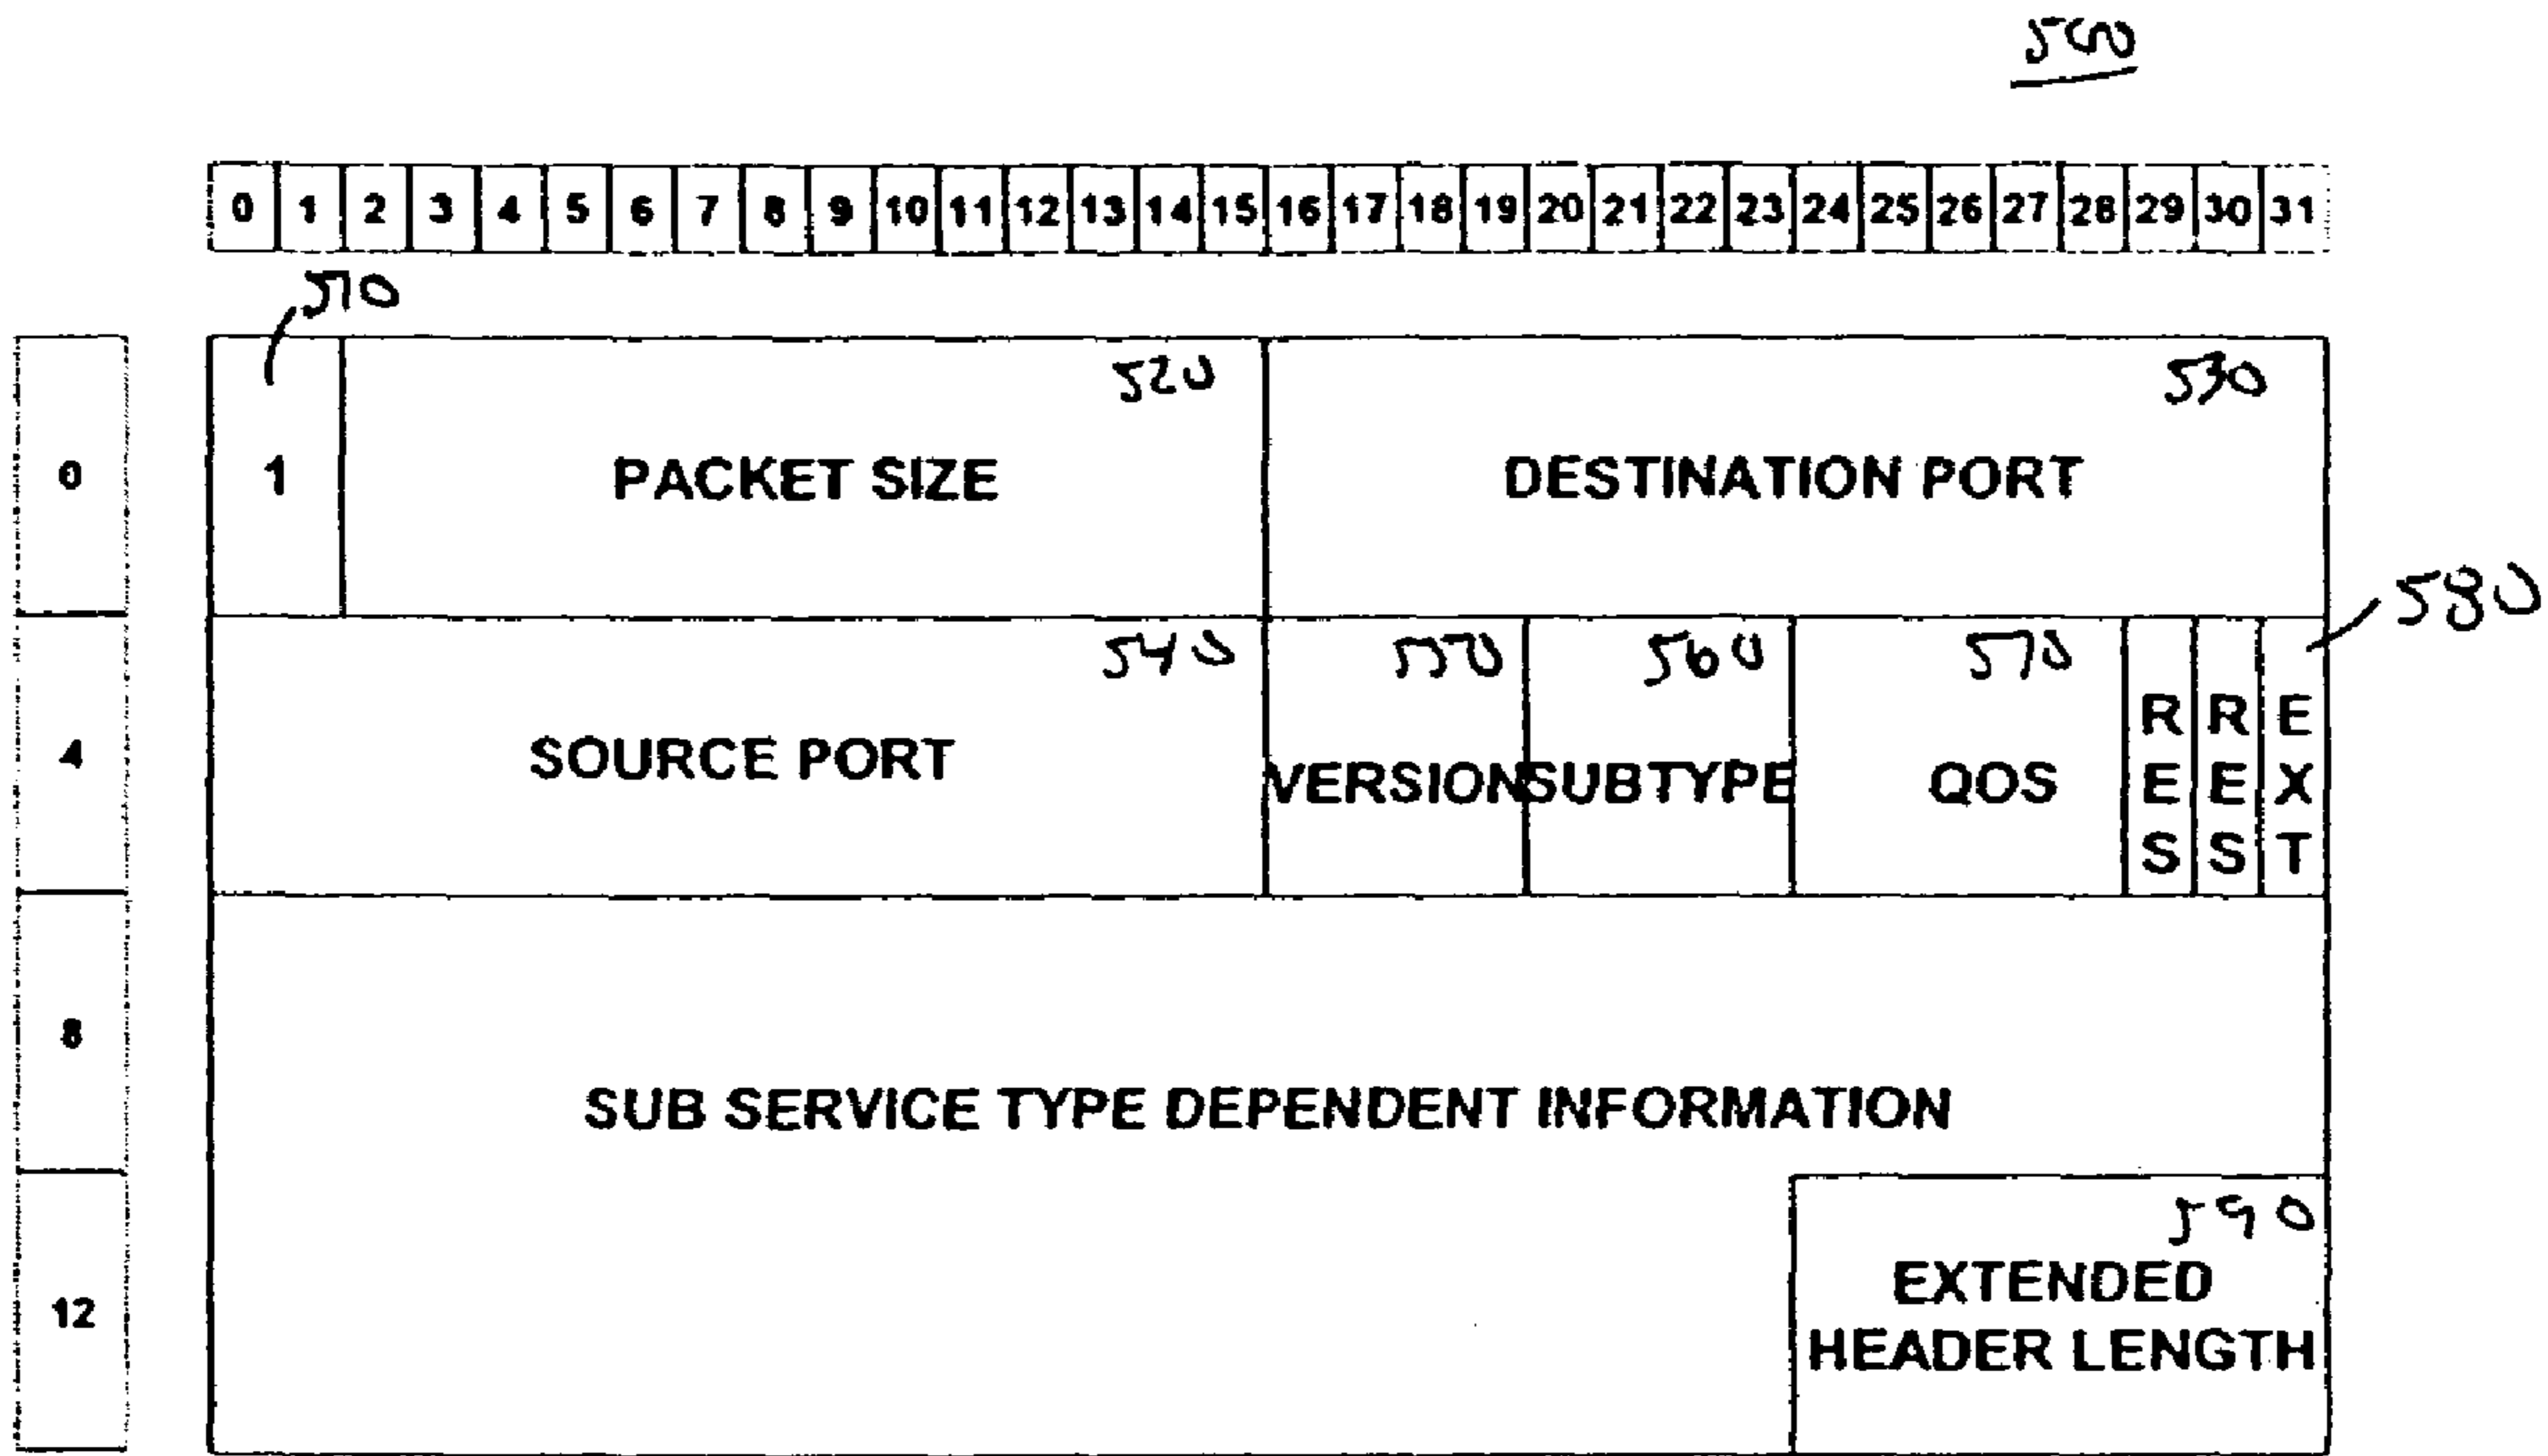 500
0 1 2 3 4 5 6 7 8 9 10 11 12 13 14 15 16 17 18 19 20 21 22 23 24 25 26 27 28 29 30 31
510
520 530
0 1 PACKET SIZE DESTINATION PORT
580
540 550 560 570
4 SOURCE PORT VERSION SUBTYPE QOS RES RES EXT
8
SUB SERVICE TYPE DEPENDENT INFORMATION
590
12 EXTENDED
HEADER LENGTH